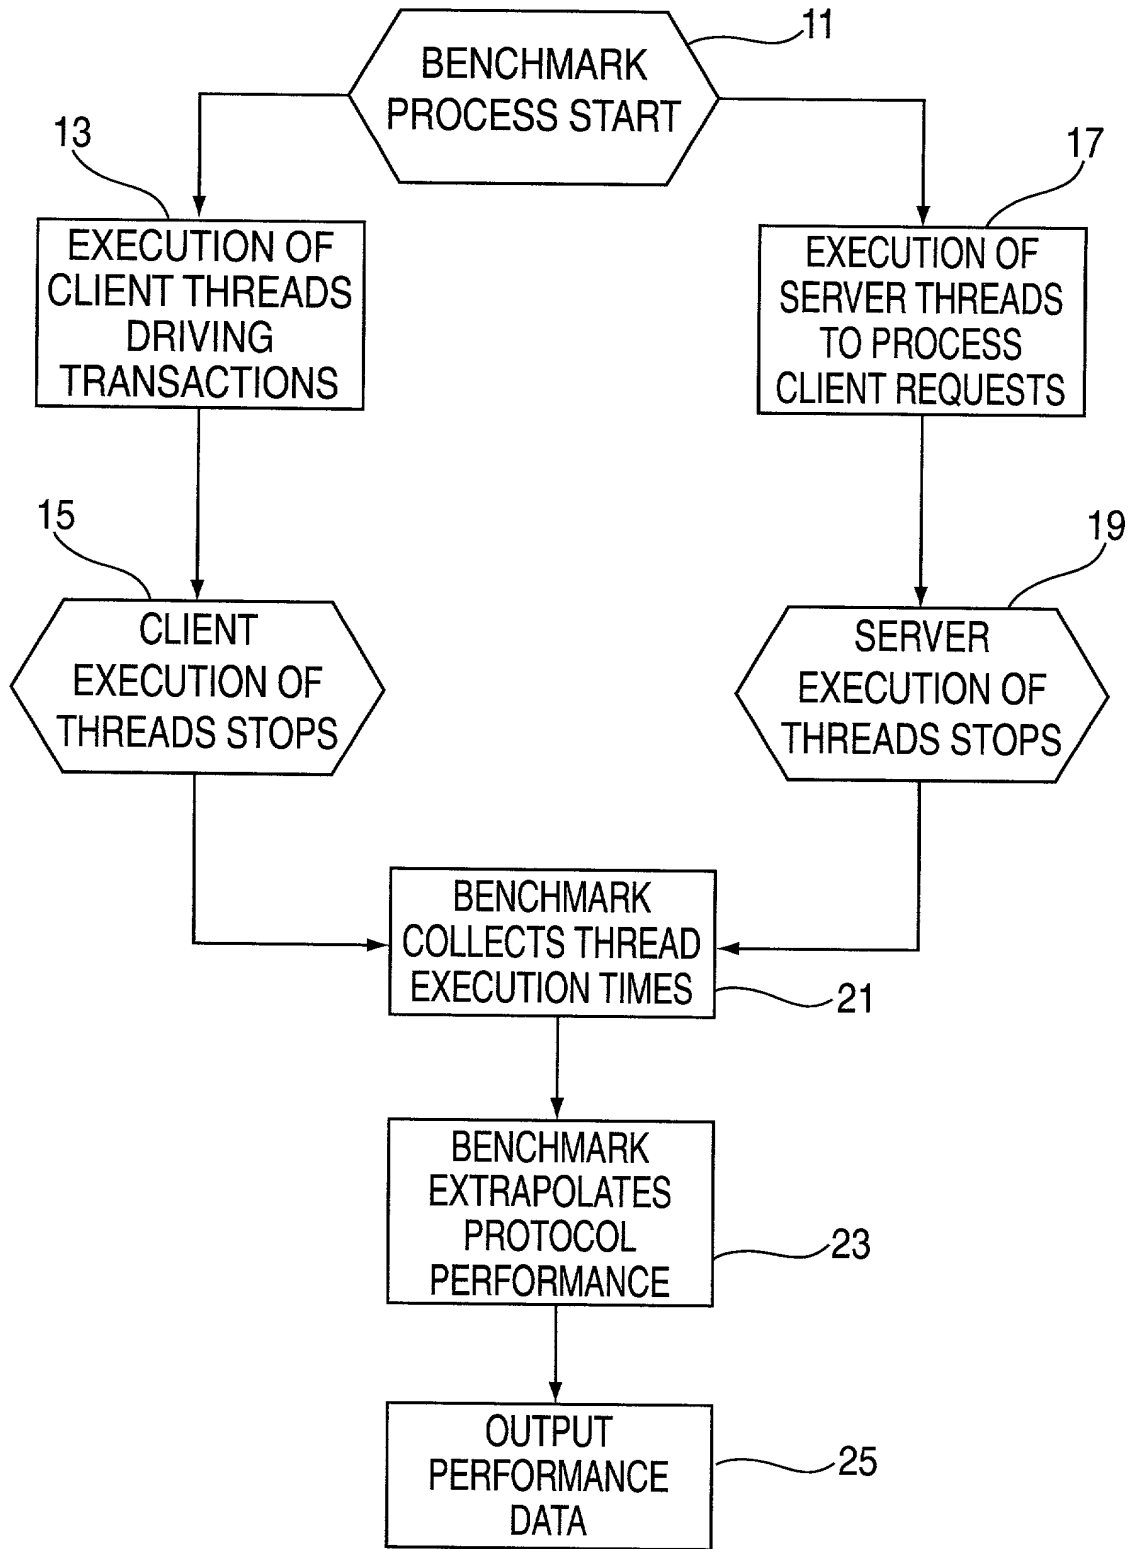 11
BENCHMARK
PROCESS START
13
EXECUTION OF
CLIENT THREADS
DRIVING
TRANSACTIONS
17
EXECUTION OF
SERVER THREADS
TO PROCESS
CLIENT REQUESTS
15
CLIENT
EXECUTION OF
THREADS STOPS
19
SERVER
EXECUTION OF
THREADS STOPS
BENCHMARK
COLLECTS THREAD
EXECUTION TIMES
21
BENCHMARK
EXTRAPOLATES
PROTOCOL
PERFORMANCE
23
OUTPUT
PERFORMANCE
DATA
25